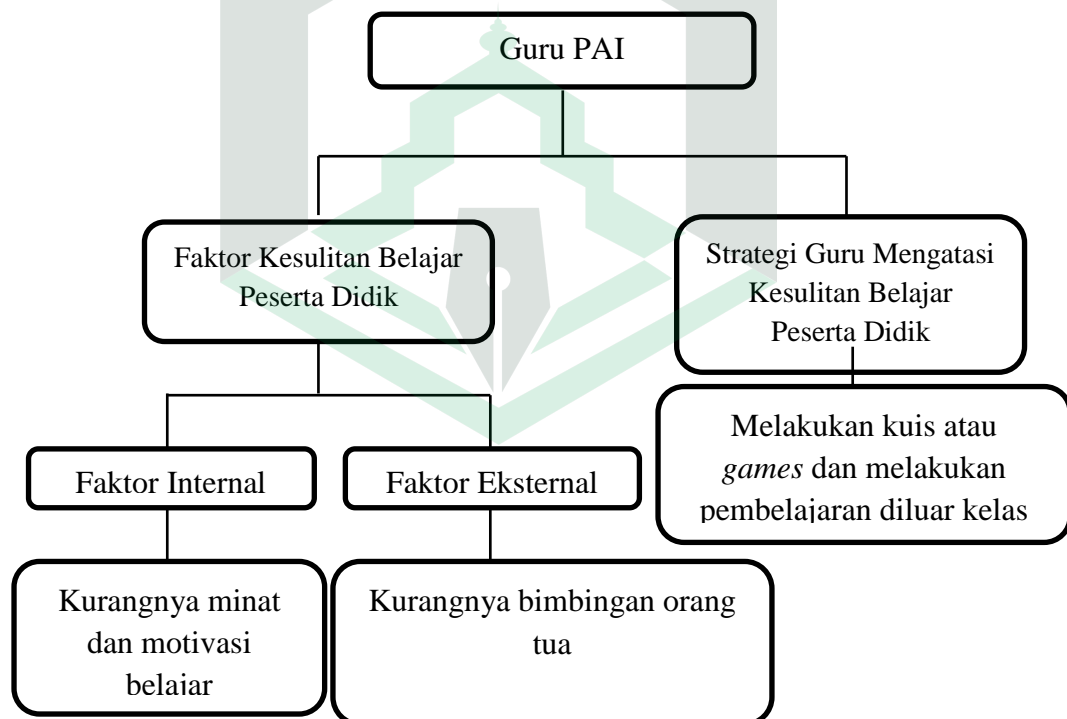 Guru PAI
Faktor Kesulitan Belajar
Peserta Didik
Strategi Guru Mengatasi
Kesulitan Belajar
Peserta Didik
Faktor Internal
Faktor Eksternal
Melakukan kuis atau
games dan melakukan
pembelajaran diluar kelas
Kurangnya minat
dan motivasi
belajar
Kurangnya bimbingan orang
tua